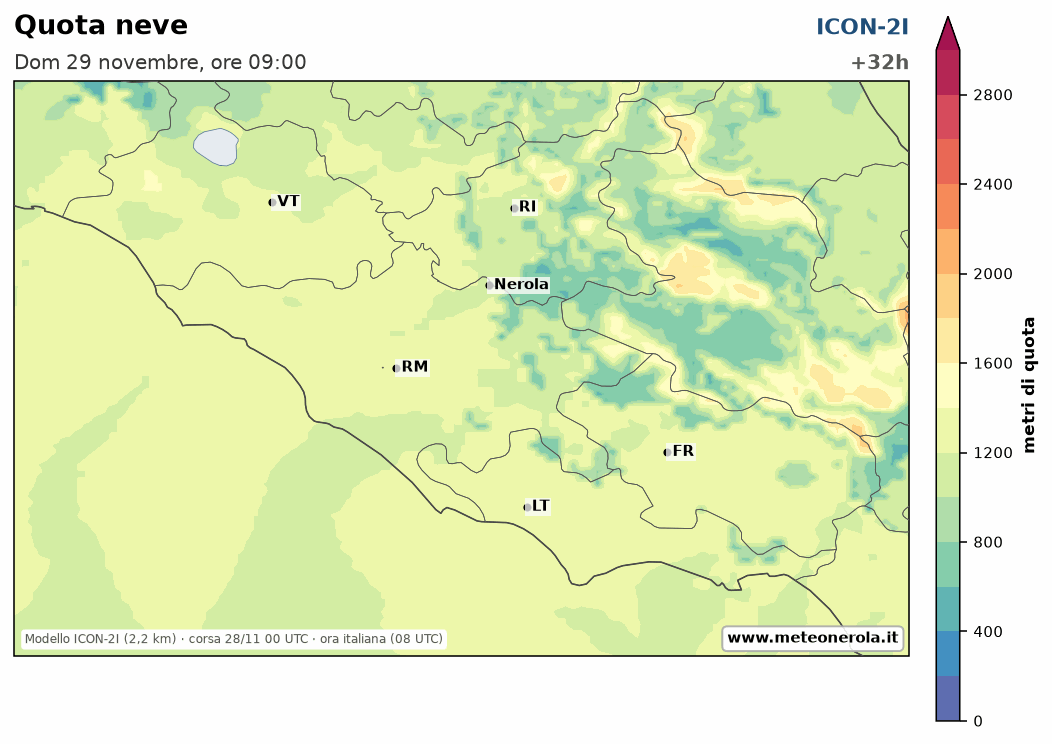 Quota neve
ICON-2I
Dom 29 novembre, ore 09:00
+32h
2800
2400
2000
1600
1200
800
400
0
metri di quota
VT
RI
Nerola
RM
FR
LT
Modello ICON-2I (2,2 km) · corsa 28/11 00 UTC · ora italiana (08 UTC)
www.meteonerola.it